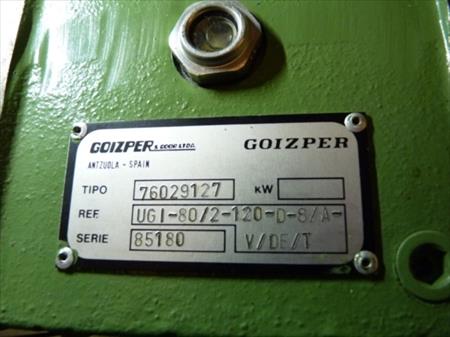 GOIZPER S. COOP. LTDA. GOIZPER
ANTZUOLA - SPAIN
TIPO 76029127 KW
REF. UGI-80/2-120-D-8/A-
SERIE 85180 V/DE/T